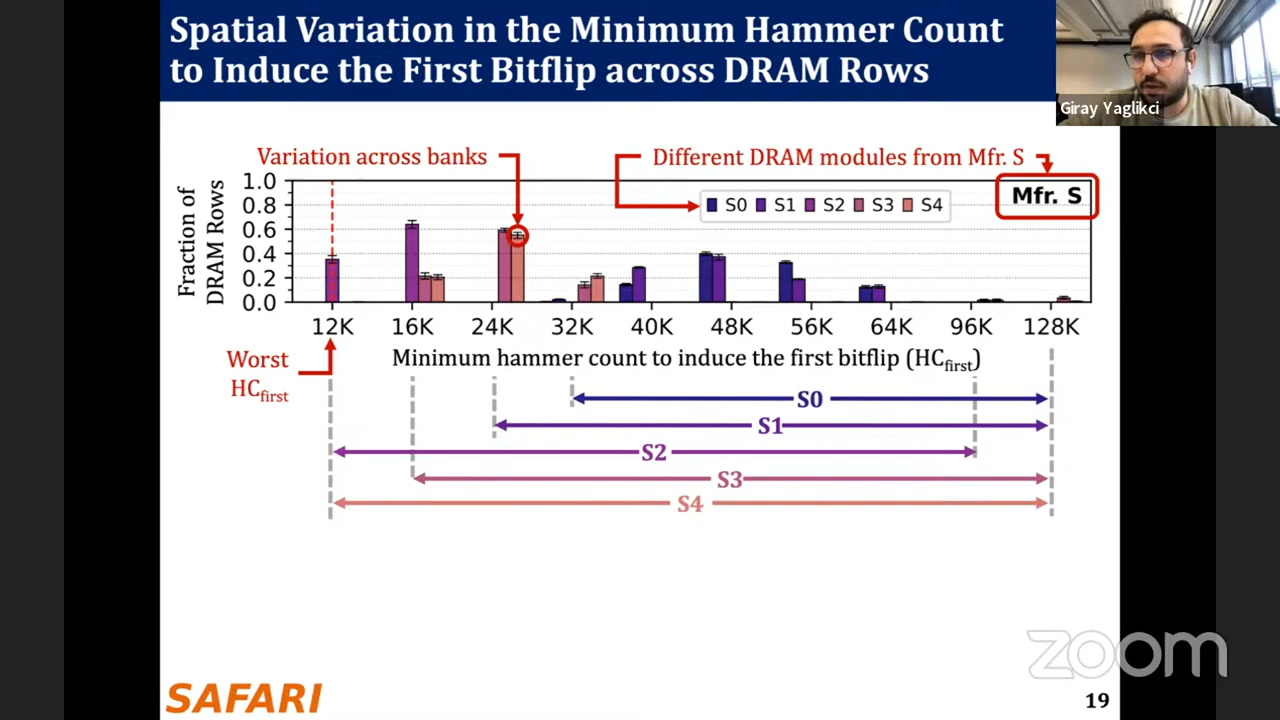 Spatial Variation in the Minimum Hammer Count
to Induce the First Bitflip across DRAM Rows
Giray Yaglikci
Variation across banks
Different DRAM modules from Mfr. S
Fraction of
DRAM Rows
1.0
0.8
0.6
0.4
0.2
0.0
S0 S1 S2 S3 S4
Mfr. S
12K 16K 24K 32K 40K 48K 56K 64K 96K 128K
Minimum hammer count to induce the first bitflip (HCfirst)
Worst
HCfirst
S0
S1
S2
S3
S4
zoom
SAFARI
19